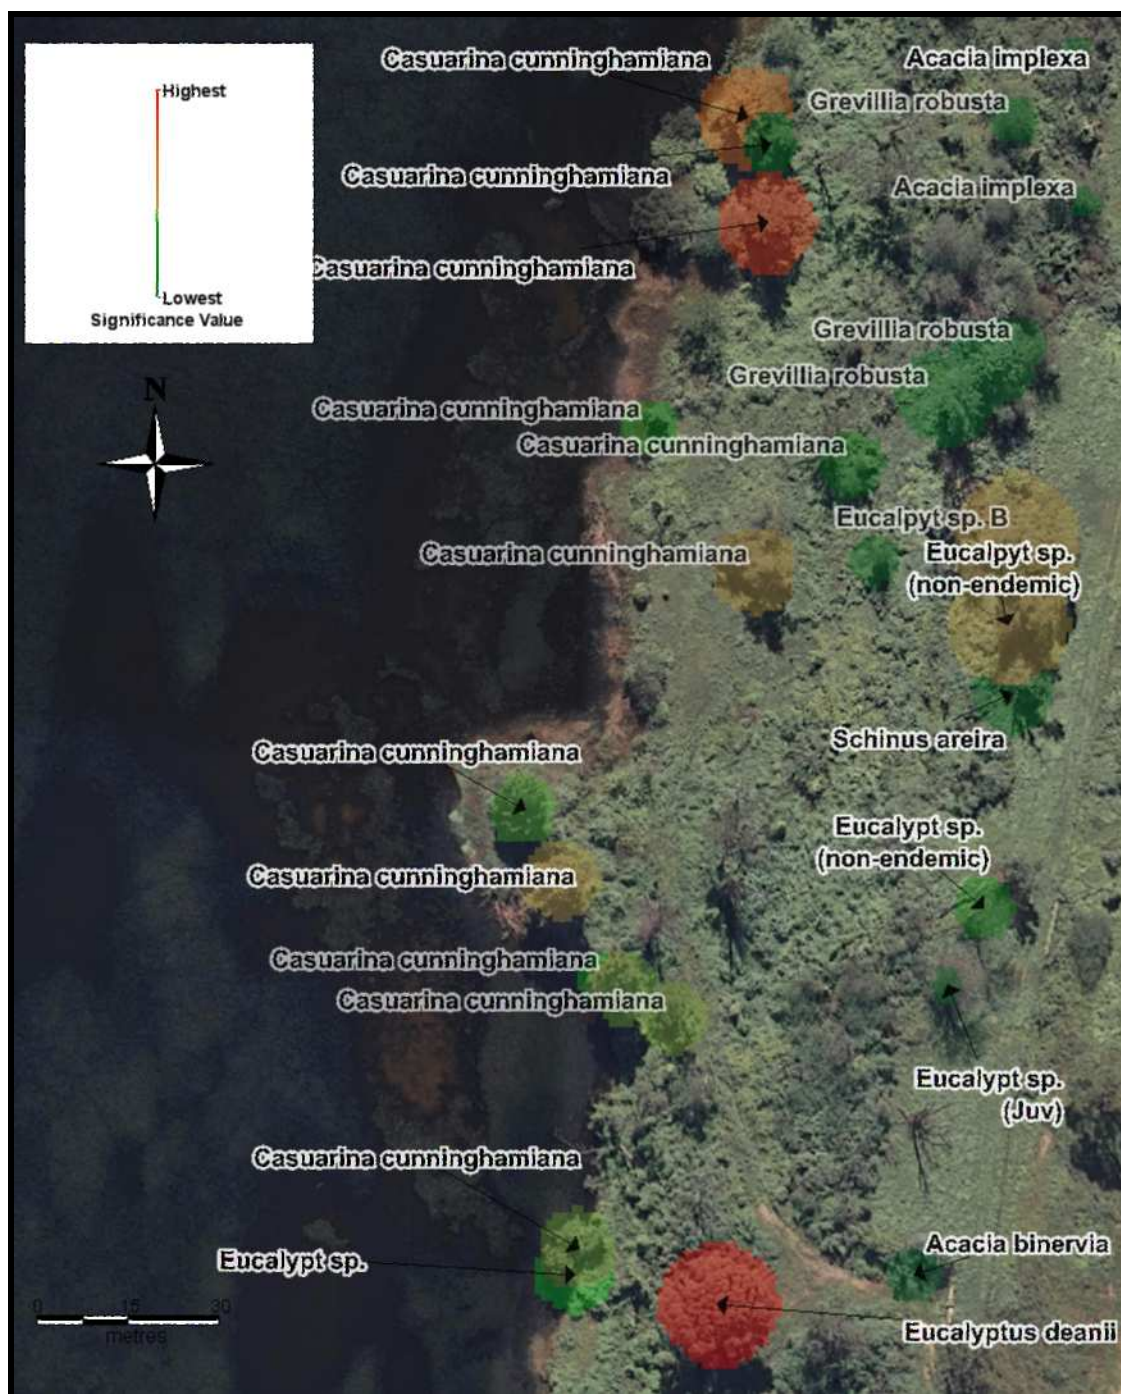 Casuarina cunninghamiana
Acacia implexa
Highest
Grevillia robusta
Casuarina cunninghamiana
Acacia implexa
Casuarina cunninghamiana
Lowest
Significance Value
Grevillia robusta
N
Grevillia robusta
Casuarina cunninghamiana
Casuarina cunninghamiana
Eucalpyt sp. B
Casuarina cunninghamiana
Eucalpyt sp.
(non-endemic)
Schinus areira
Casuarina cunninghamiana
Eucalypt sp.
(non-endemic)
Casuarina cunninghamiana
Casuarina cunninghamiana
Casuarina cunninghamiana
Eucalypt sp.
(Juv)
Casuarina cunninghamiana
Acacia binervia
Eucalypt sp.
0 15 30
metres
Eucalyptus deanii